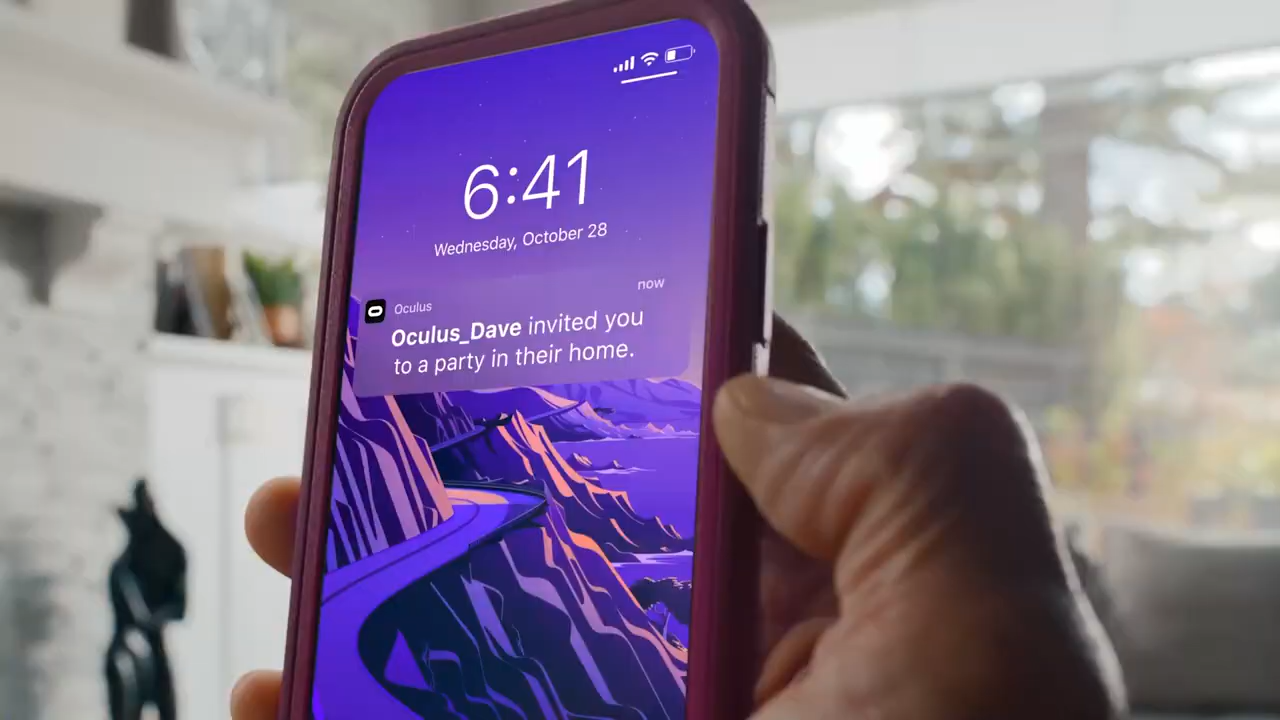 6:41
Wednesday, October 28
Oculus
now
Oculus_Dave invited you
to a party in their home.